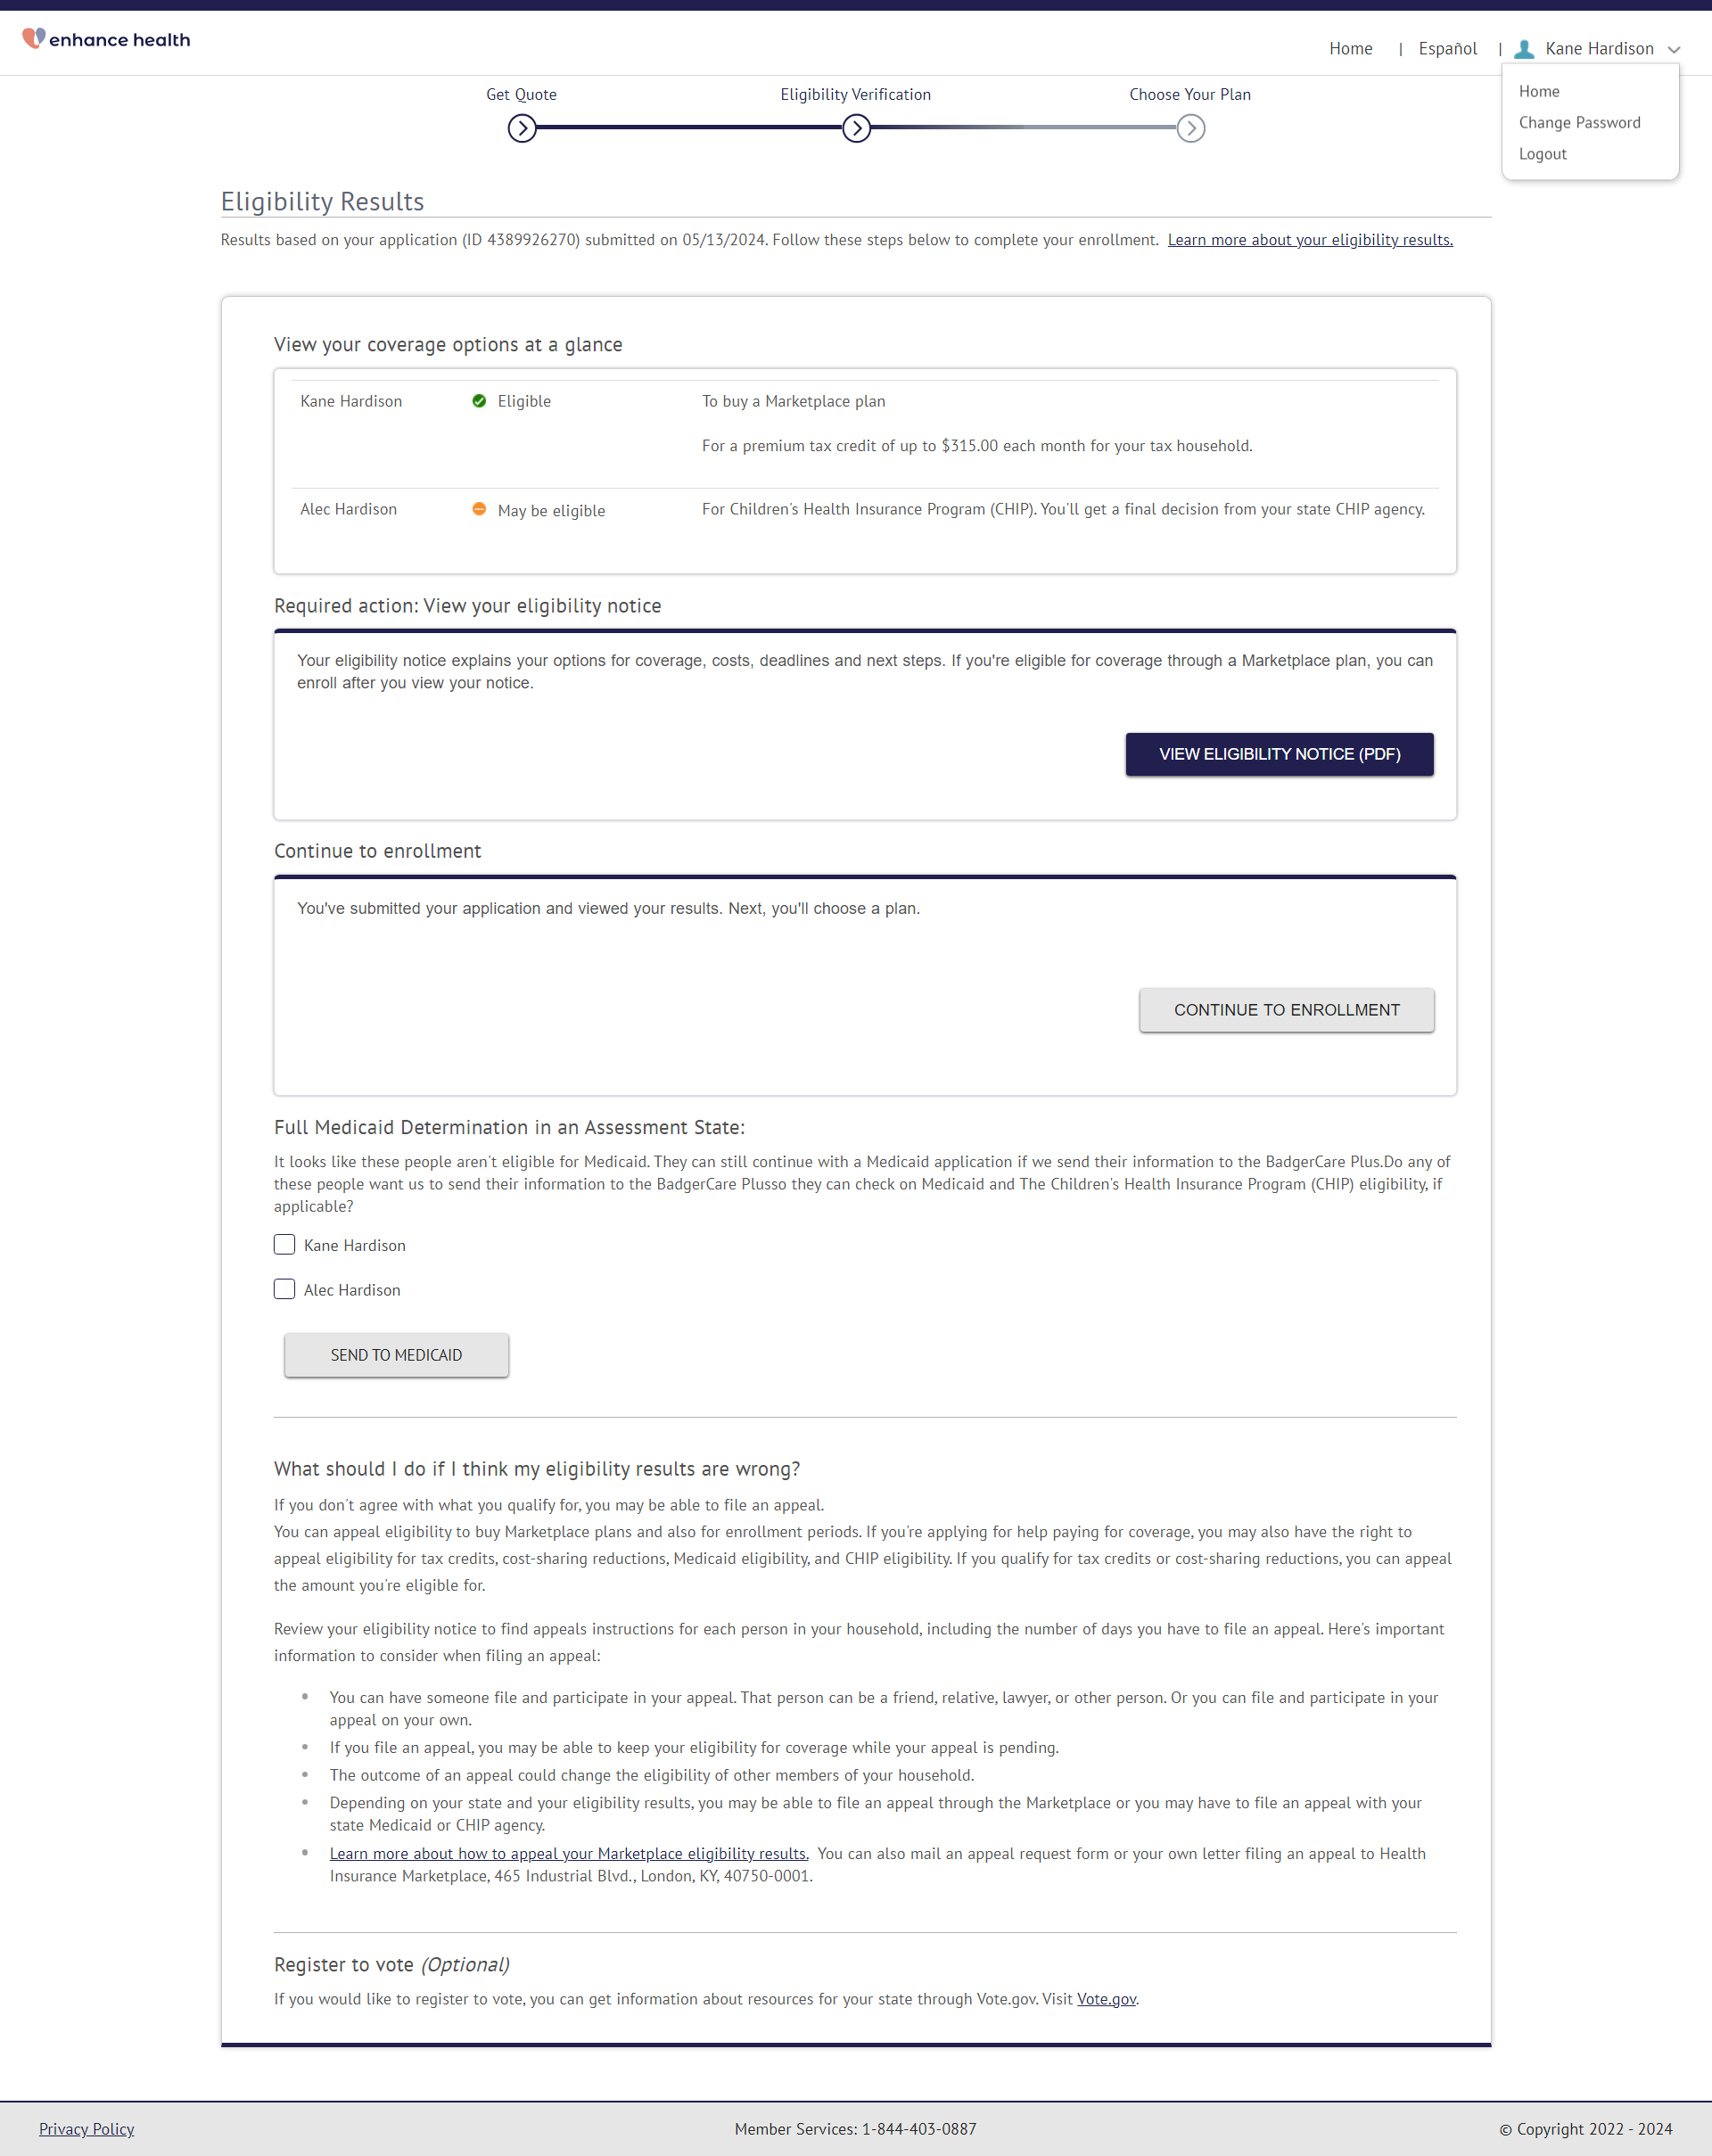 enhance health
Home | Español | Kane Hardison
Home
Change Password
Logout
Get Quote Eligibility Verification Choose Your Plan
Eligibility Results
Results based on your application (ID 4389926270) submitted on 05/13/2024. Follow these steps below to complete your enrollment. Learn more about your eligibility results.
View your coverage options at a glance
Kane Hardison Eligible To buy a Marketplace plan
For a premium tax credit of up to $315.00 each month for your tax household.
Alec Hardison May be eligible For Children's Health Insurance Program (CHIP). You'll get a final decision from your state CHIP agency.
Required action: View your eligibility notice
Your eligibility notice explains your options for coverage, costs, deadlines and next steps. If you're eligible for coverage through a Marketplace plan, you can
enroll after you view your notice.
VIEW ELIGIBILITY NOTICE (PDF)
Continue to enrollment
You've submitted your application and viewed your results. Next, you'll choose a plan.
CONTINUE TO ENROLLMENT
Full Medicaid Determination in an Assessment State:
It looks like these people aren't eligible for Medicaid. They can still continue with a Medicaid application if we send their information to the BadgerCare Plus.Do any of
these people want us to send their information to the BadgerCare Plusso they can check on Medicaid and The Children's Health Insurance Program (CHIP) eligibility, if
applicable?
Kane Hardison
Alec Hardison
SEND TO MEDICAID
What should I do if I think my eligibility results are wrong?
If you don't agree with what you qualify for, you may be able to file an appeal.
You can appeal eligibility to buy Marketplace plans and also for enrollment periods. If you're applying for help paying for coverage, you may also have the right to
appeal eligibility for tax credits, cost-sharing reductions, Medicaid eligibility, and CHIP eligibility. If you qualify for tax credits or cost-sharing reductions, you can appeal
the amount you're eligible for.
Review your eligibility notice to find appeals instructions for each person in your household, including the number of days you have to file an appeal. Here's important
information to consider when filing an appeal:
• You can have someone file and participate in your appeal. That person can be a friend, relative, lawyer, or other person. Or you can file and participate in your
appeal on your own.
• If you file an appeal, you may be able to keep your eligibility for coverage while your appeal is pending.
• The outcome of an appeal could change the eligibility of other members of your household.
• Depending on your state and your eligibility results, you may be able to file an appeal through the Marketplace or you may have to file an appeal with your
state Medicaid or CHIP agency.
• Learn more about how to appeal your Marketplace eligibility results. You can also mail an appeal request form or your own letter filing an appeal to Health
Insurance Marketplace, 465 Industrial Blvd., London, KY, 40750-0001.
Register to vote (Optional)
If you would like to register to vote, you can get information about resources for your state through Vote.gov. Visit Vote.gov.
Privacy Policy Member Services: 1-844-403-0887 © Copyright 2022 - 2024